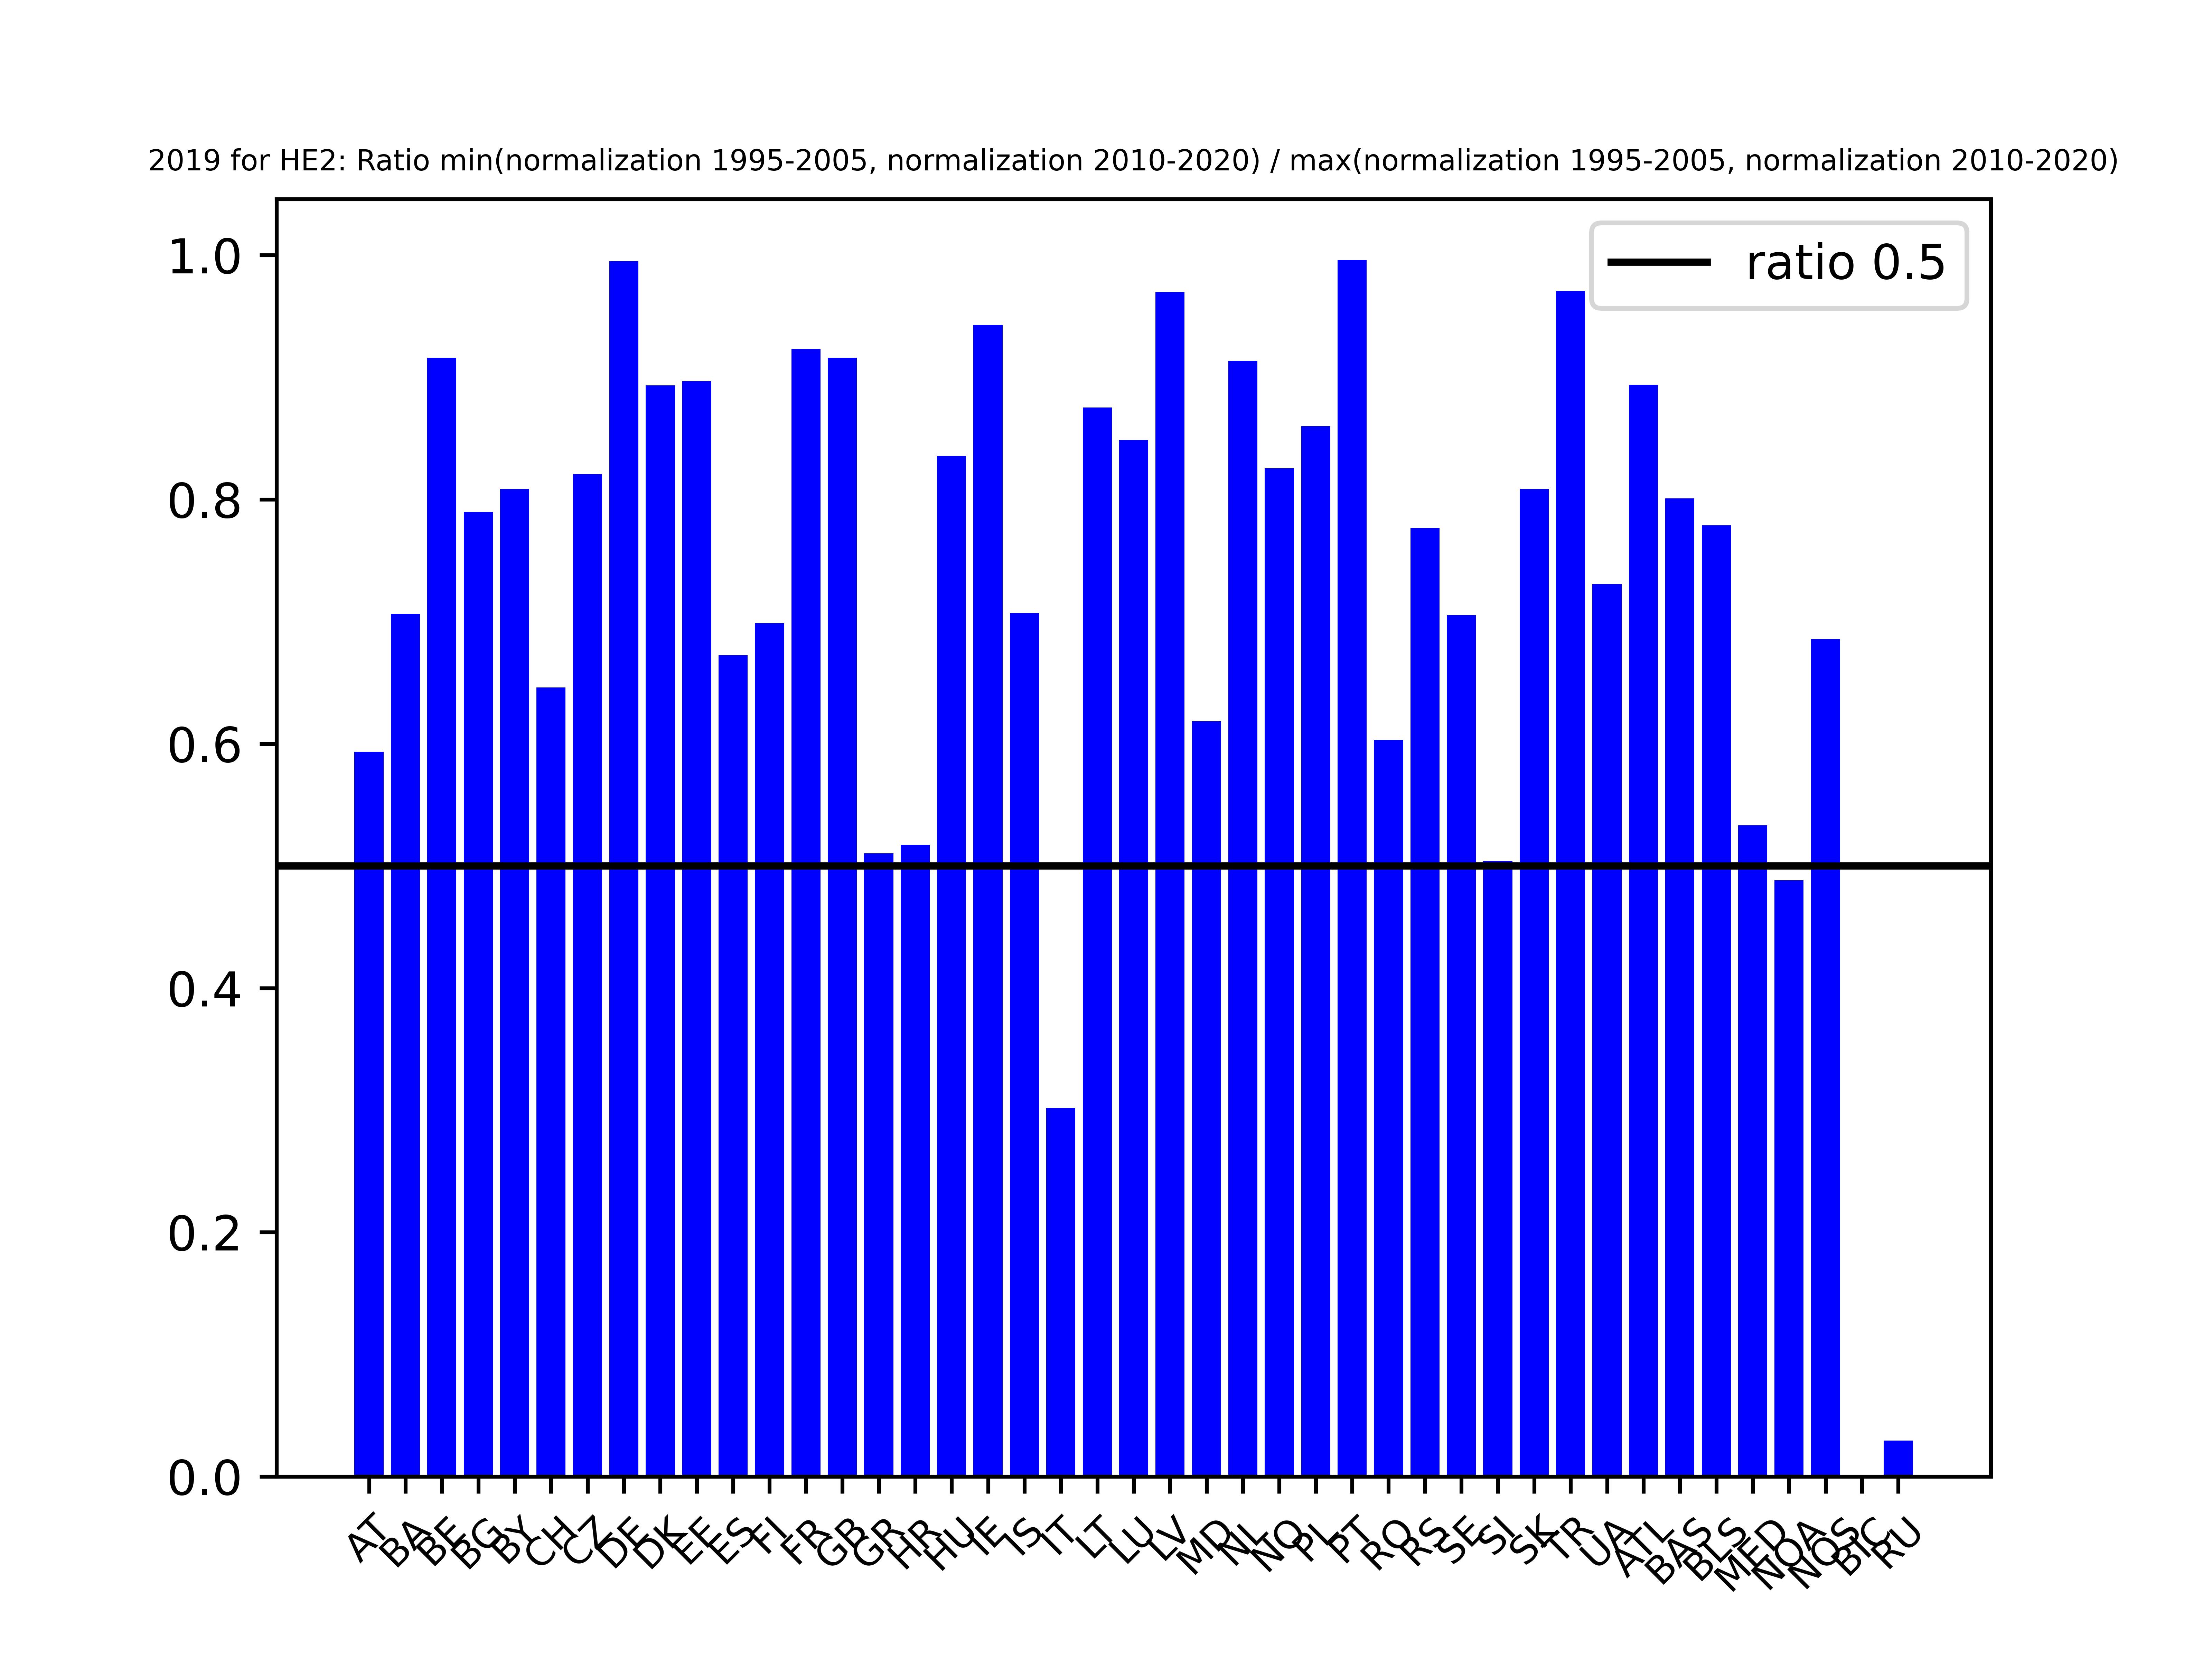 2019 for HE2: Ratio min(normalization 1995-2005, normalization 2010-2020) / max(normalization 1995-2005, normalization 2010-2020)
1.0
0.8
0.6
0.4
0.2
0.0
ratio 0.5
AT BA BE BG BY CH CZ DE DK EE ES FI FR GB GR HR HU IE IS IT LT LU LV MD NL NO PL PT RO RS SE SI SK TR UA ATL BAS BLS MED NOA NOS BIC RU